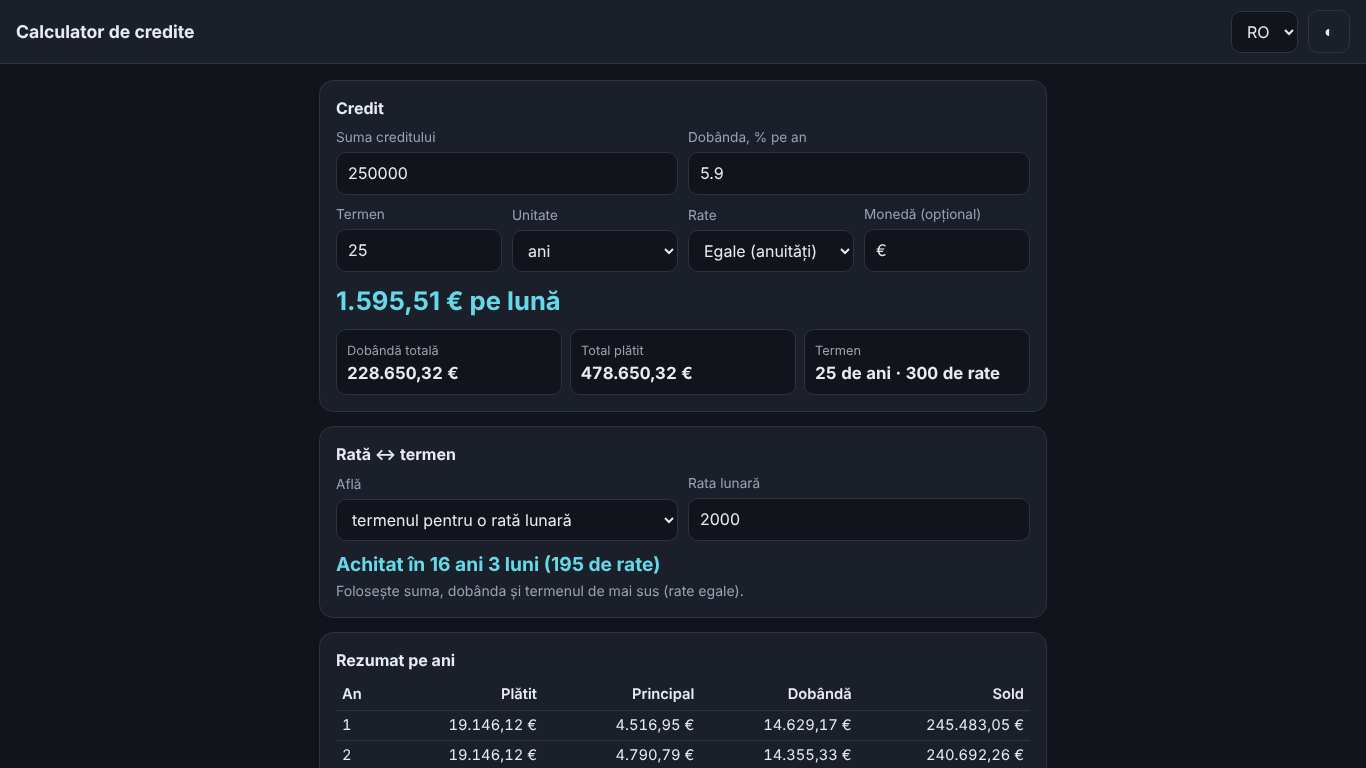 Calculator de credite
RO
Credit
Suma creditului Dobânda, % pe an
250000 5.9
Termen Unitate Rate Monedă (opțional)
25 ani Egale (anuități) €
1.595,51 € pe lună
Dobândă totală Total plătit Termen
228.650,32 € 478.650,32 € 25 de ani · 300 de rate
Rată ↔ termen
Află Rata lunară
termenul pentru o rată lunară 2000
Achitat în 16 ani 3 luni (195 de rate)
Folosește suma, dobânda și termenul de mai sus (rate egale).
Rezumat pe ani
An Plătit Principal Dobândă Sold
1 19.146,12 € 4.516,95 € 14.629,17 € 245.483,05 €
2 19.146,12 € 4.790,79 € 14.355,33 € 240.692,26 €